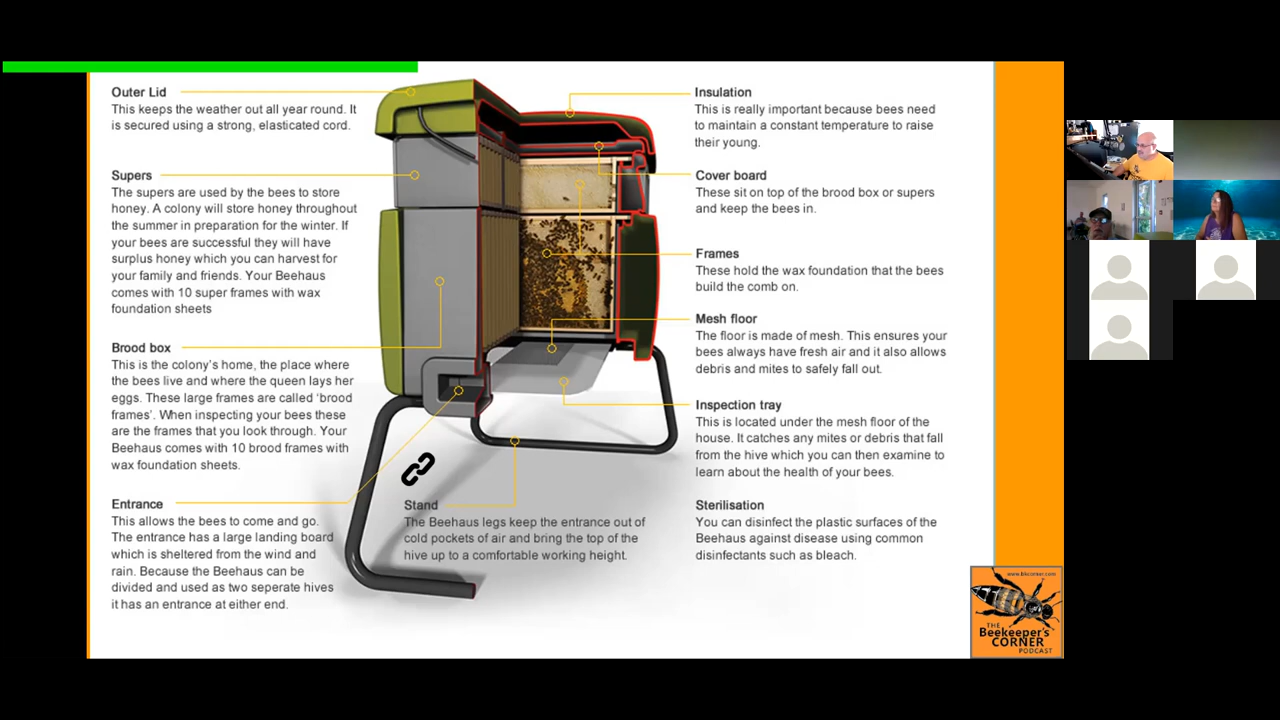 Outer Lid
This keeps the weather out all year round. It
is secured using a strong, elasticated cord.
Supers
The supers are used by the bees to store
honey. A colony will store honey throughout
the summer in preparation for the winter. If
your bees are successful they will have
surplus honey which you can harvest for
your family and friends. Your Beehaus
comes with 10 super frames with wax
foundation sheets
Brood box
This is the colony's home, the place where
the bees live and where the queen lays her
eggs. These large frames are called 'brood
frames'. When inspecting your bees these
are the frames that you look through. Your
Beehaus comes with 10 brood frames with
wax foundation sheets.
Entrance
This allows the bees to come and go.
The entrance has a large landing board
which is sheltered from the wind and
rain. Because the Beehaus can be
divided and used as two seperate hives
it has an entrance at either end.
Stand
The Beehaus legs keep the entrance out of
cold pockets of air and bring the top of the
hive up to a comfortable working height.
Insulation
This is really important because bees need
to maintain a constant temperature to raise
their young.
Cover board
These sit on top of the brood box or supers
and keep the bees in.
Frames
These hold the wax foundation that the bees
build the comb on.
Mesh floor
The floor is made of mesh. This ensures your
bees always have fresh air and it also allows
debris and mites to safely fall out.
Inspection tray
This is located under the mesh floor of the
house. It catches any mites or debris that fall
from the hive which you can then examine to
learn about the health of your bees.
Sterilisation
You can disinfect the plastic surfaces of the
Beehaus against disease using common
disinfectants such as bleach.
www.bkcorner.com
THE
Beekeeper's
CORNER
PODCAST